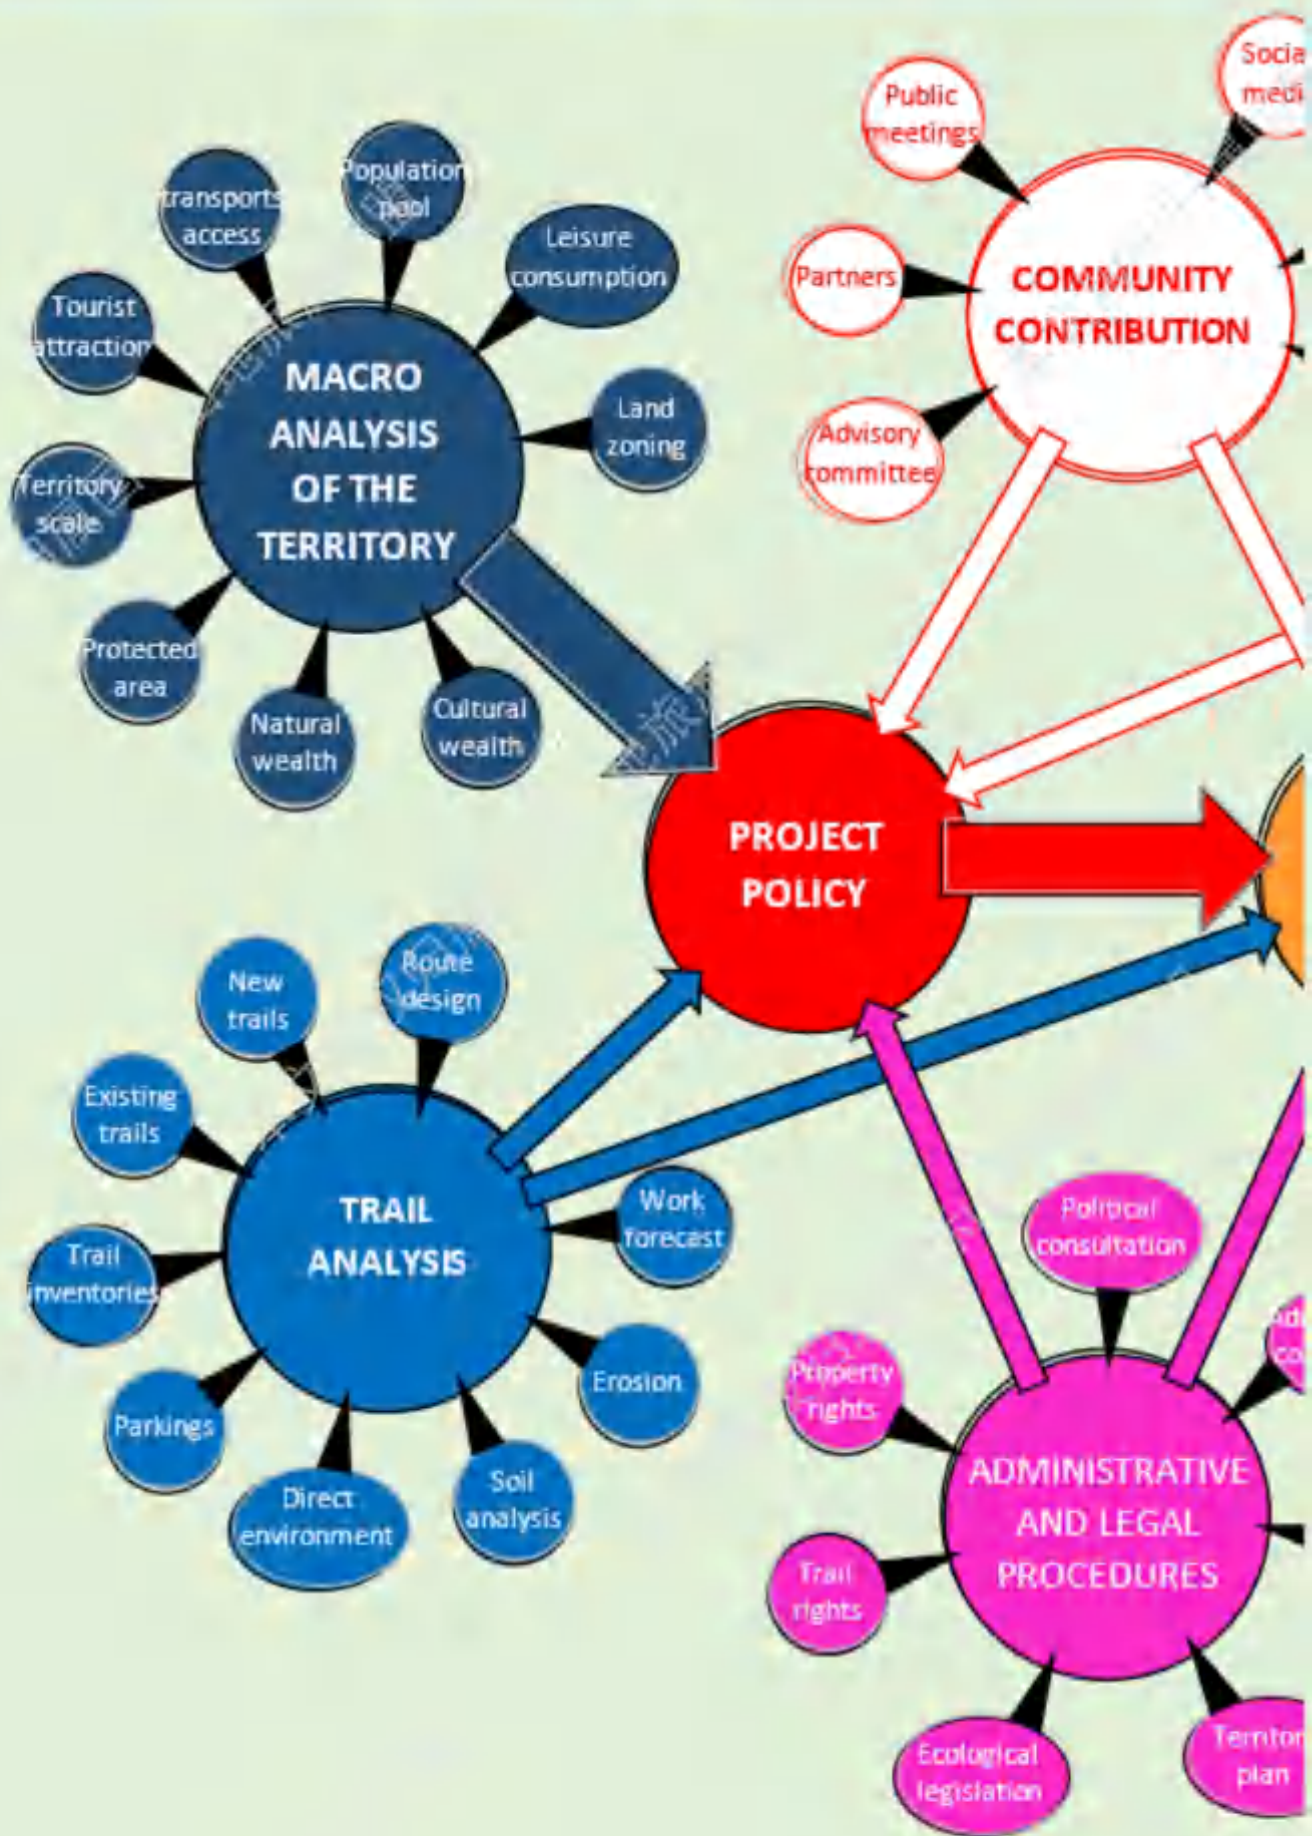 Public
meetings
Socia
medi
Population
pool
transports
access
Leisure
consumption
Tourist
attraction
Partners
COMMUNITY
CONTRIBUTION
MACRO
ANALYSIS
OF THE
TERRITORY
Land
zoning
Advisory
committee
Territory
scale
Protected
area
Natural
wealth
Cultural
wealth
PROJECT
POLICY
New
trails
Route
design
Existing
trails
TRAIL
ANALYSIS
Work
forecast
Political
consultation
Trail
inventories
Property
rights
Erosion
Parkings
Direct
environment
Soil
analysis
ADMINISTRATIVE
AND LEGAL
PROCEDURES
Trail
rights
Ecological
legislation
Territor
plan